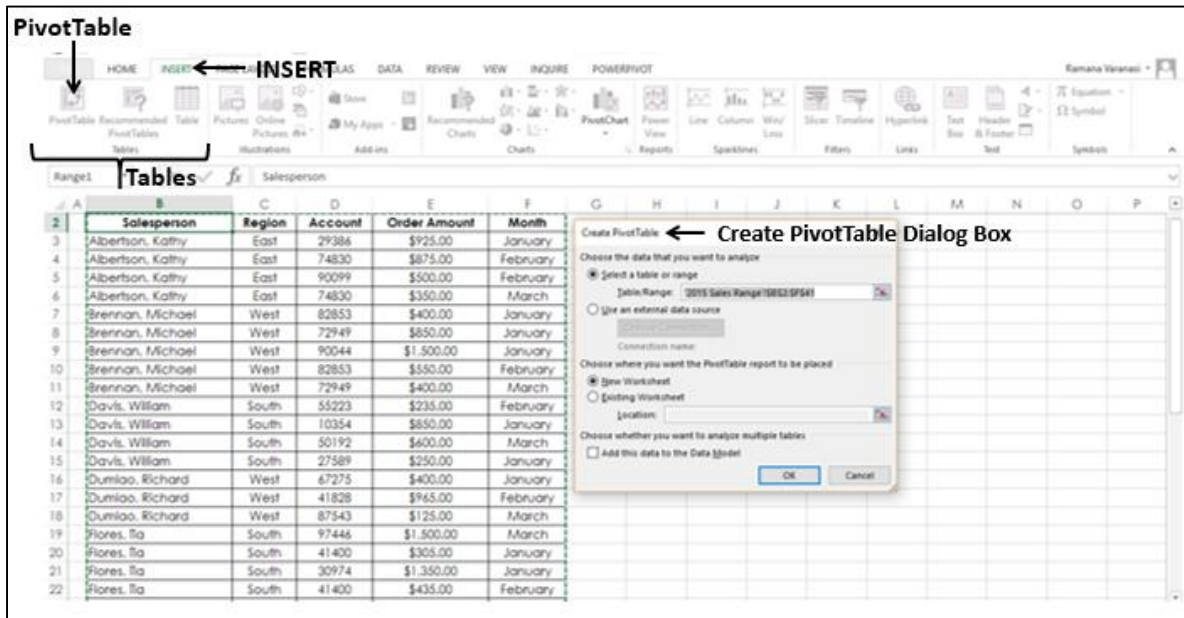 PivotTable
HOME INSERT INSERT DATA REVIEW VIEW INQUIRE POWERPIVOT Ramana Varanasi
PivotTable Recommended PivotTables Table Pictures Online Pictures Store My Apps Recommended Charts PivotChart Power View Line Column Win/Loss Slicer Timeline Hyperlink Text Box Header & Footer Equation Symbol
Tables Illustrations Add-ins Charts Reports Sparklines Filters Links Text Symbols
Tables
Range1 fx Salesperson
A B C D E F G H I J K L M N O P
2 Salesperson Region Account Order Amount Month
3 Albertson, Kathy East 29386 $925.00 January
4 Albertson, Kathy East 74830 $875.00 February
5 Albertson, Kathy East 90099 $500.00 February
6 Albertson, Kathy East 74830 $350.00 March
7 Brennan, Michael West 82853 $400.00 January
8 Brennan, Michael West 72949 $850.00 January
9 Brennan, Michael West 90044 $1,500.00 January
10 Brennan, Michael West 82853 $550.00 February
11 Brennan, Michael West 72949 $400.00 March
12 Davis, William South 55223 $235.00 February
13 Davis, William South 10354 $850.00 January
14 Davis, William South 50192 $600.00 March
15 Davis, William South 27589 $250.00 January
16 Dumlao, Richard West 67275 $400.00 January
17 Dumlao, Richard West 41828 $965.00 February
18 Dumlao, Richard West 87543 $125.00 March
19 Flores, Tia South 97446 $1,500.00 March
20 Flores, Tia South 41400 $305.00 January
21 Flores, Tia South 30974 $1,350.00 January
22 Flores, Tia South 41400 $435.00 February
Create PivotTable
Create PivotTable Dialog Box
Choose the data that you want to analyze
Select a table or range
Table/Range: '2015 Sales Range'!$B$2:$F$41
Use an external data source
Choose Connection...
Connection name:
Choose where you want the PivotTable report to be placed
New Worksheet
Existing Worksheet
Location:
Choose whether you want to analyze multiple tables
Add this data to the Data Model
OK Cancel